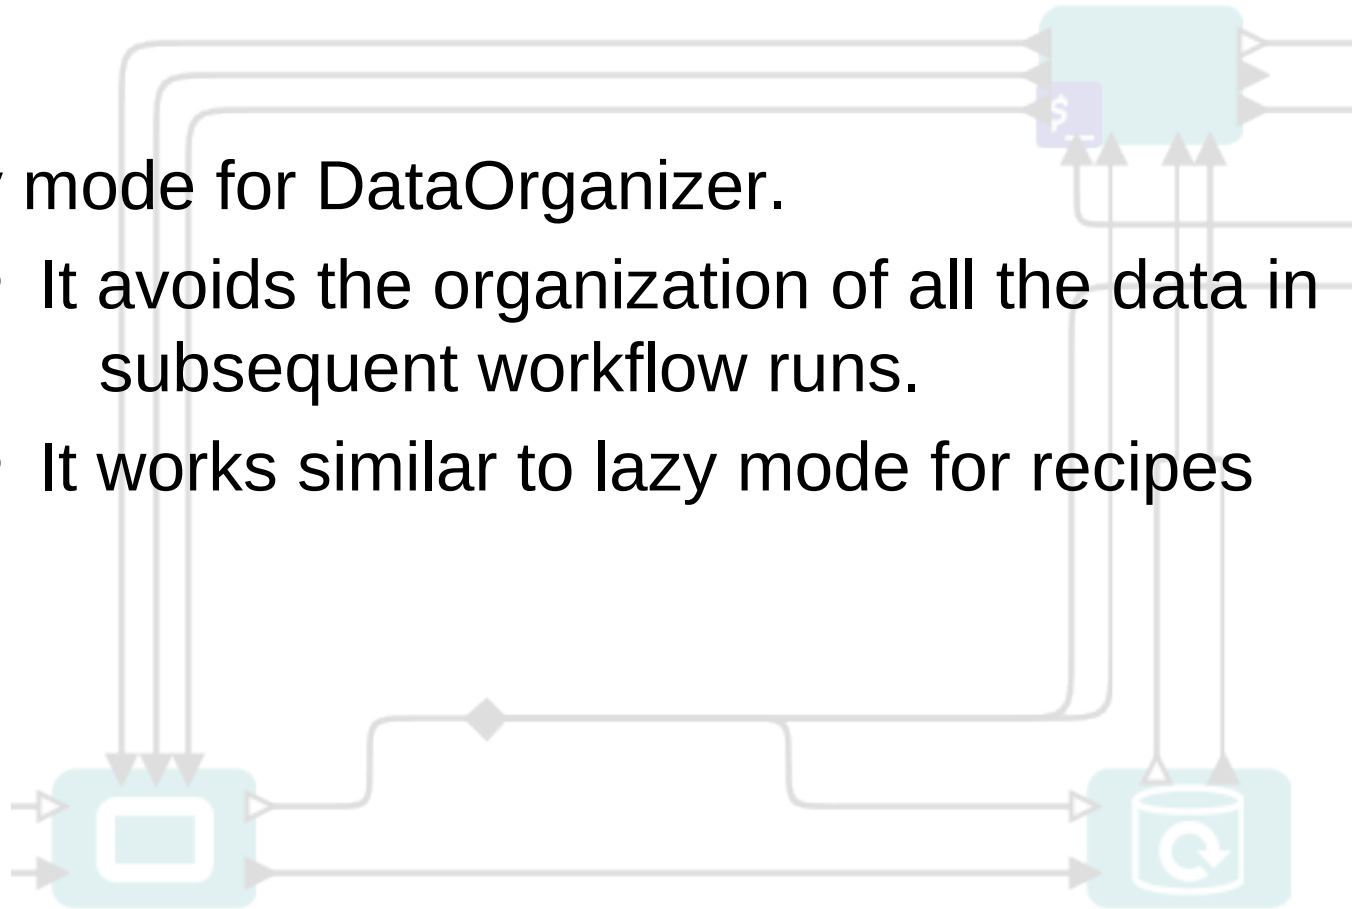 mode for DataOrganizer.
• It avoids the organization of all the data in
subsequent workflow runs.
• It works similar to lazy mode for recipes
$_